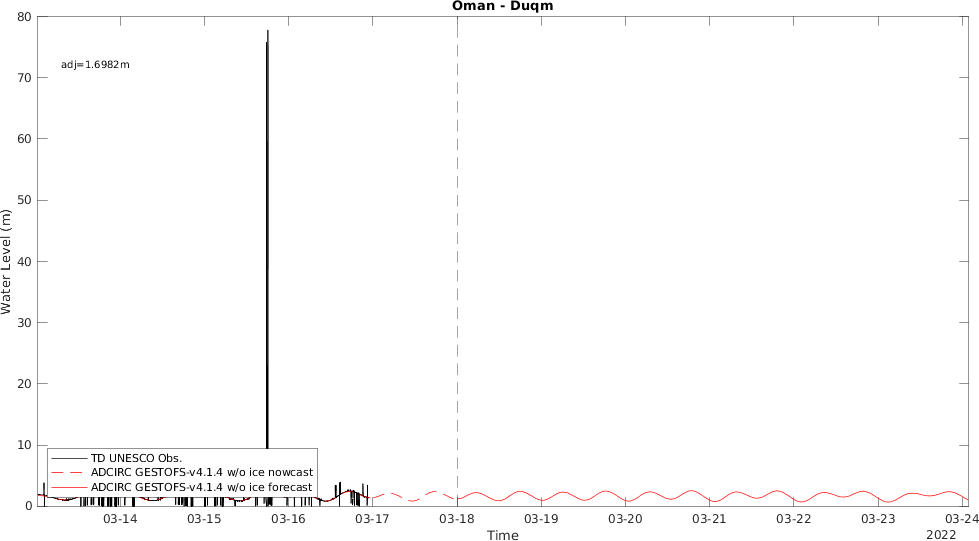 Oman - Duqm
adj=1.6982m
Water Level (m)
80
70
60
50
40
30
20
10
0
TD UNESCO Obs.
ADCIRC GESTOFS-v4.1.4 w/o ice nowcast
ADCIRC GESTOFS-v4.1.4 w/o ice forecast
03-14 03-15 03-16 03-17 03-18 03-19 03-20 03-21 03-22 03-23 03-24
Time
2022